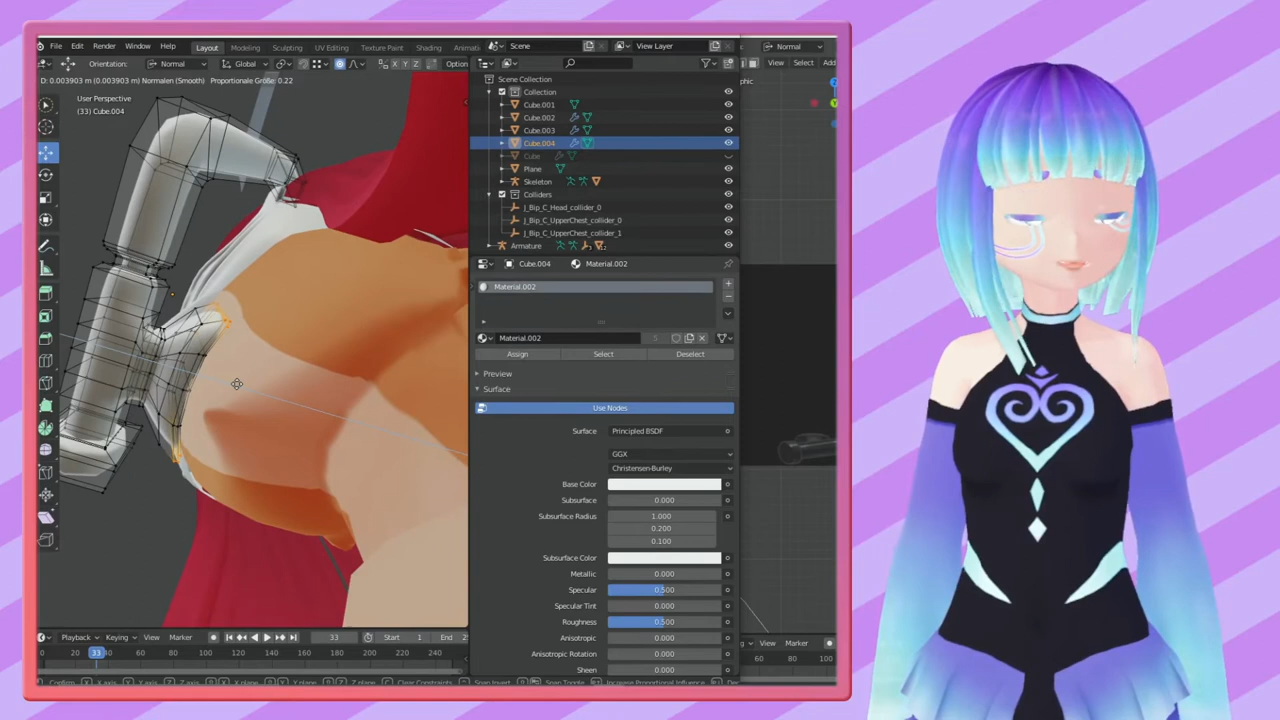 File Edit Render Window Help Layout Modeling Sculpting UV Editing Texture Paint Shading Animati Scene View Layer Normal
Orientation: Normal Global Option View Select Add
D: 0.003903 m (0.003903 m) Normalen (Smooth) Proportionale Größe: 0.22
Scene Collection
User Perspective
(33) Cube.004
Collection
Cube.001
Cube.002
Cube.003
Cube.004
Cube
Plane
Skeleton
Colliders
J_Bip_C_Head_collider_0
J_Bip_C_UpperChest_collider_0
J_Bip_C_UpperChest_collider_1
Armature
Cube.004 Material.002
Material.002
Material.002 5
Assign Select Deselect
Preview
Surface
Use Nodes
Surface Principled BSDF
GGX
Christensen-Burley
Base Color
Subsurface 0.000
Subsurface Radius 1.000
0.200
0.100
Subsurface Color
Metallic 0.000
Specular 0.500
Specular Tint 0.000
Roughness 0.500
Anisotropic 0.000
Anisotropic Rotation 0.000
Sheen 0.000
Playback Keying View Marker 33 Start 1 End View Marker
0 20 33 60 80 100 120 140 160 180 200 220 240 60 80 100